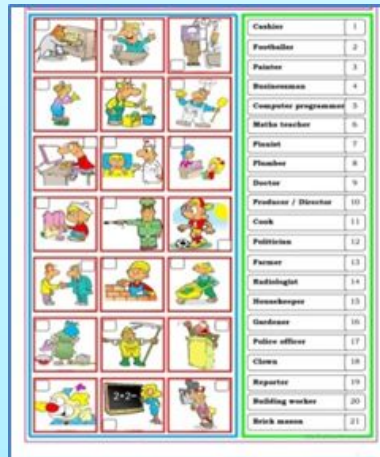 Cashier 1
Footballer 2
Painter 3
Businessman 4
Computer programmer 5
Maths teacher 6
Pianist 7
Plumber 8
Doctor 9
Producer / Director 10
Cook 11
Politician 12
Farmer 13
Radiologist 14
Housekeeper 15
Gardener 16
Police officer 17
Clown 18
Reporter 19
Building worker 20
Brick mason 21
2+2=